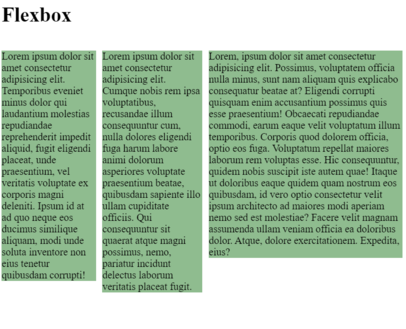 Flexbox
Lorem ipsum dolor sit
amet consectetur
adipisicing elit.
Temporibus eveniet
minus dolor qui
laudantium molestias
repudiandae
reprehenderit impedit
aliquid, fugit eligendi
placeat, unde
praesentium, vel
veritatis voluptate ex
corporis magni
deleniti. Ipsum id at
ad quo neque eos
ducimus similique
aliquam, modi unde
soluta inventore non
eius tenetur
quibusdam corrupti!
Lorem ipsum dolor sit
amet consectetur
adipisicing elit.
Cumque nobis rem ipsa
voluptatibus,
recusandae illum
consequuntur cum,
nulla dolores eligendi
fuga harum labore
animi dolorum
asperiores voluptate
praesentium beatae,
quibusdam sapiente illo
ullam cupiditate
officiis. Qui
consequuntur sit
quaerat atque magni
possimus, nemo,
pariatur incidunt
delectus laborum
veritatis placeat fugit.
Lorem, ipsum dolor sit amet consectetur
adipisicing elit. Possimus, voluptatem officia
nulla minus, sunt nam aliquam quis explicabo
consequatur beatae at? Eligendi corrupti
quisquam enim accusantium possimus quis
esse praesentium! Obcaecati repudiandae
commodi, earum eaque velit voluptatum illum
temporibus. Corporis quod dolorem officia,
optio eos fuga. Voluptatum repellat maiores
laborum rem voluptas esse. Hic consequuntur,
quidem nobis suscipit iste autem quae! Itaque
ut doloribus eaque quidem quam nostrum eos
quibusdam, id vero optio consectetur velit
ipsum architecto ad maiores modi aperiam
nemo sed est molestiae? Facere velit magnam
assumenda ullam veniam officia ea doloribus
dolor. Atque, dolore exercitationem. Expedita,
eius?